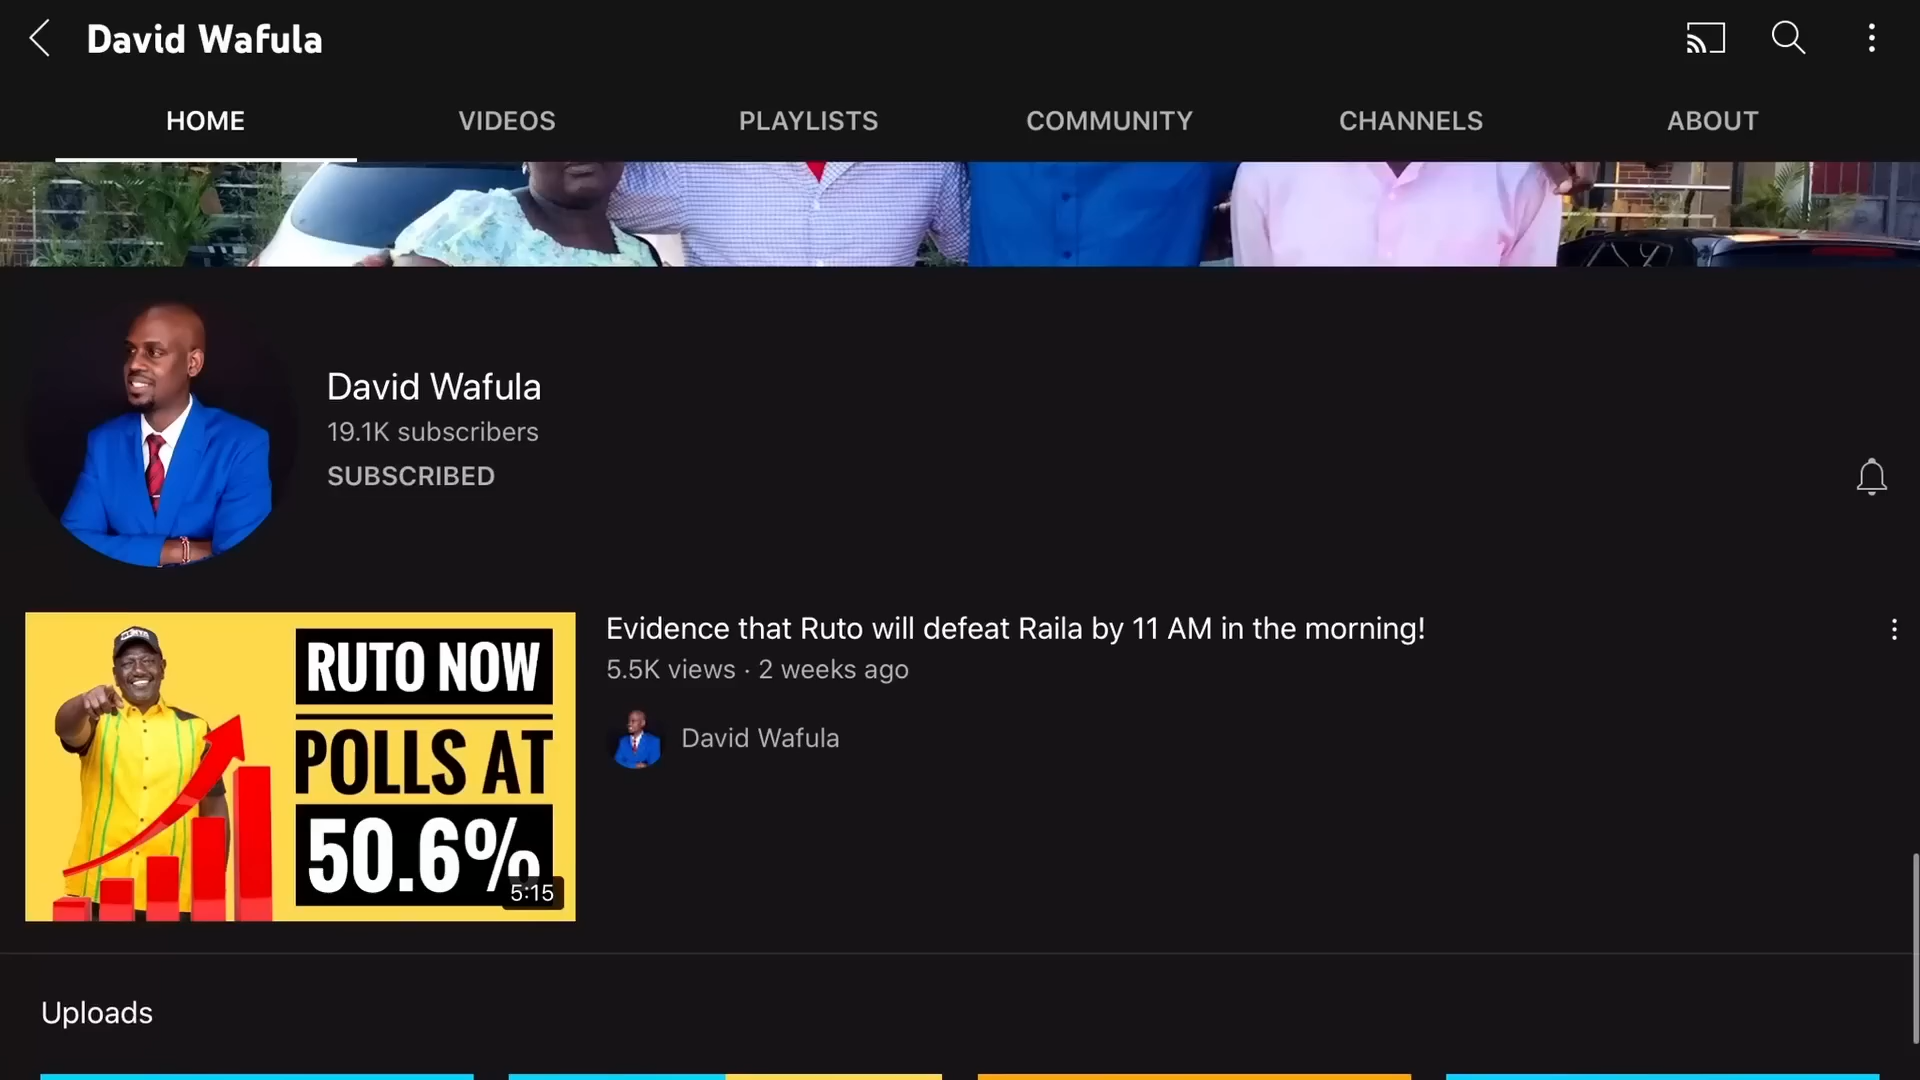 David Wafula
HOME
VIDEOS
PLAYLISTS
COMMUNITY
CHANNELS
ABOUT
David Wafula
19.1K subscribers
SUBSCRIBED
RUTO NOW
POLLS AT
50.6%
5:15
Evidence that Ruto will defeat Raila by 11 AM in the morning!
5.5K views · 2 weeks ago
David Wafula
Uploads